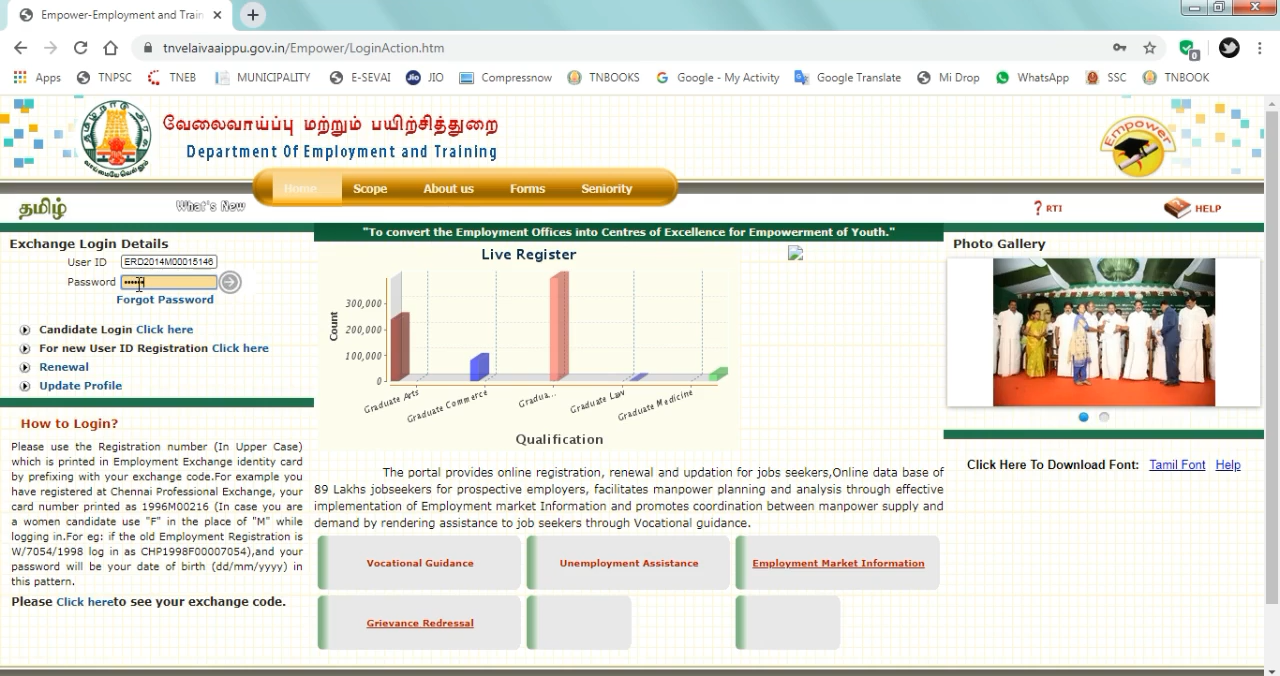 Empower-Employment and Train
tnvelaivaaippu.gov.in/Empower/LoginAction.htm
0
Apps TNPSC TNEB MUNICIPALITY E-SEVAI Jio JIO Compressnow TNBOOKS Google - My Activity Google Translate Mi Drop WhatsApp SSC TNBOOK
வேலைவாய்ப்பு மற்றும் பயிற்சித்துறை
Department Of Employment and Training
Empower
Home Scope About us Forms Seniority
தமிழ் What's New ? RTI HELP
"To convert the Employment Offices into Centres of Excellence for Empowerment of Youth."
Exchange Login Details
User ID ERD2014M00015146
Password
Forgot Password
Candidate Login Click here
For new User ID Registration Click here
Renewal
Update Profile
How to Login?
Please use the Registration number (In Upper Case)
which is printed in Employment Exchange identity card
by prefixing with your exchange code.For example you
have registered at Chennai Professional Exchange, your
card number printed as 1996M00216 (In case you are
a women candidate use "F" in the place of "M" while
logging in.For eg: if the old Employment Registration is
W/7054/1998 log in as CHP1998F00007054),and your
password will be your date of birth (dd/mm/yyyy) in
this pattern.
Please Click hereto see your exchange code.
Live Register
Count
300,000
200,000
100,000
0
Graduate Arts
Graduate Commerce
Gradua...
Graduate Law
Graduate Medicine
Qualification
The portal provides online registration, renewal and updation for jobs seekers,Online data base of
89 Lakhs jobseekers for prospective employers, facilitates manpower planning and analysis through effective
implementation of Employment market Information and promotes coordination between manpower supply and
demand by rendering assistance to job seekers through Vocational guidance.
Vocational Guidance Unemployment Assistance Employment Market Information
Grievance Redressal
Photo Gallery
Click Here To Download Font: Tamil Font Help